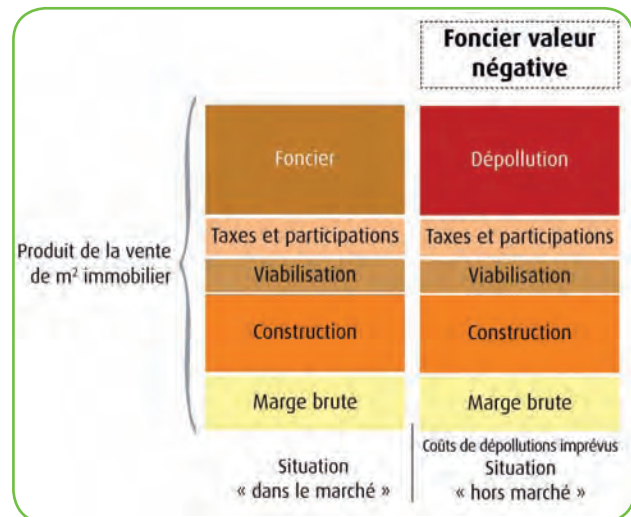 Foncier valeur
négative
Foncier
Dépollution
Produit de la vente
de m² immobilier
Taxes et participations
Taxes et participations
Viabilisation
Viabilisation
Construction
Construction
Marge brute
Marge brute
Situation
« dans le marché »
Coûts de dépollutions imprévus
Situation
« hors marché »